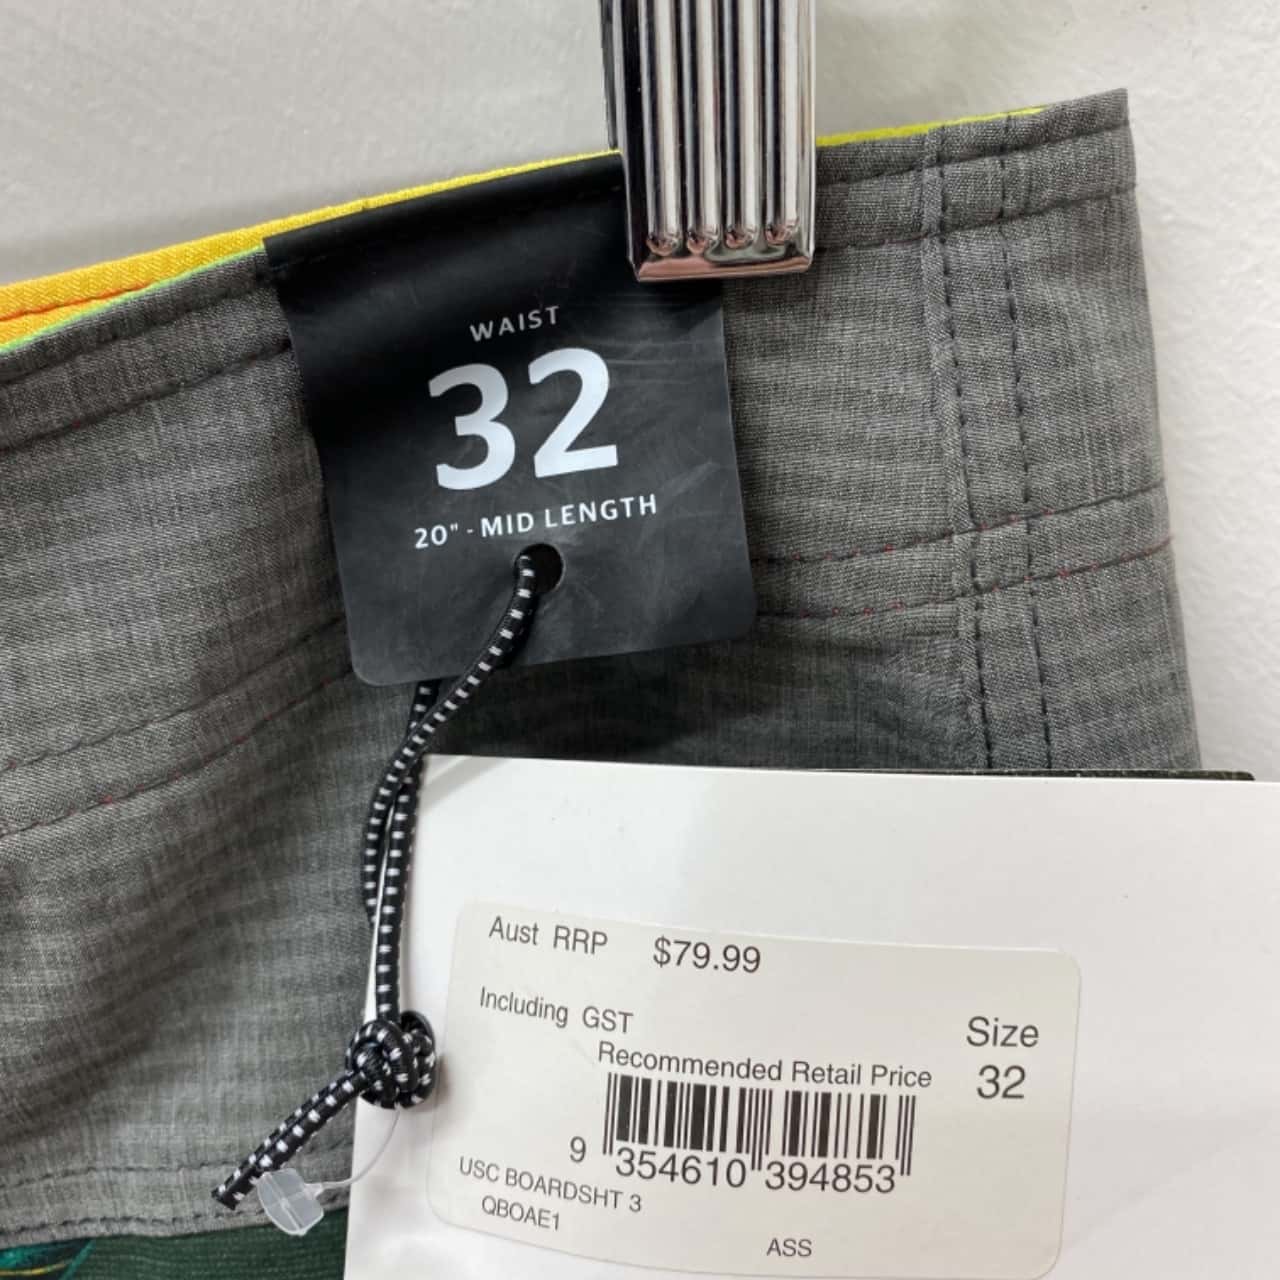 WAIST
32
20" - MID LENGTH
Aust RRP $79.99
Including GST
Size
Recommended Retail Price
32
9 354610 394853
USC BOARDSHT 3
QBOAE1
ASS